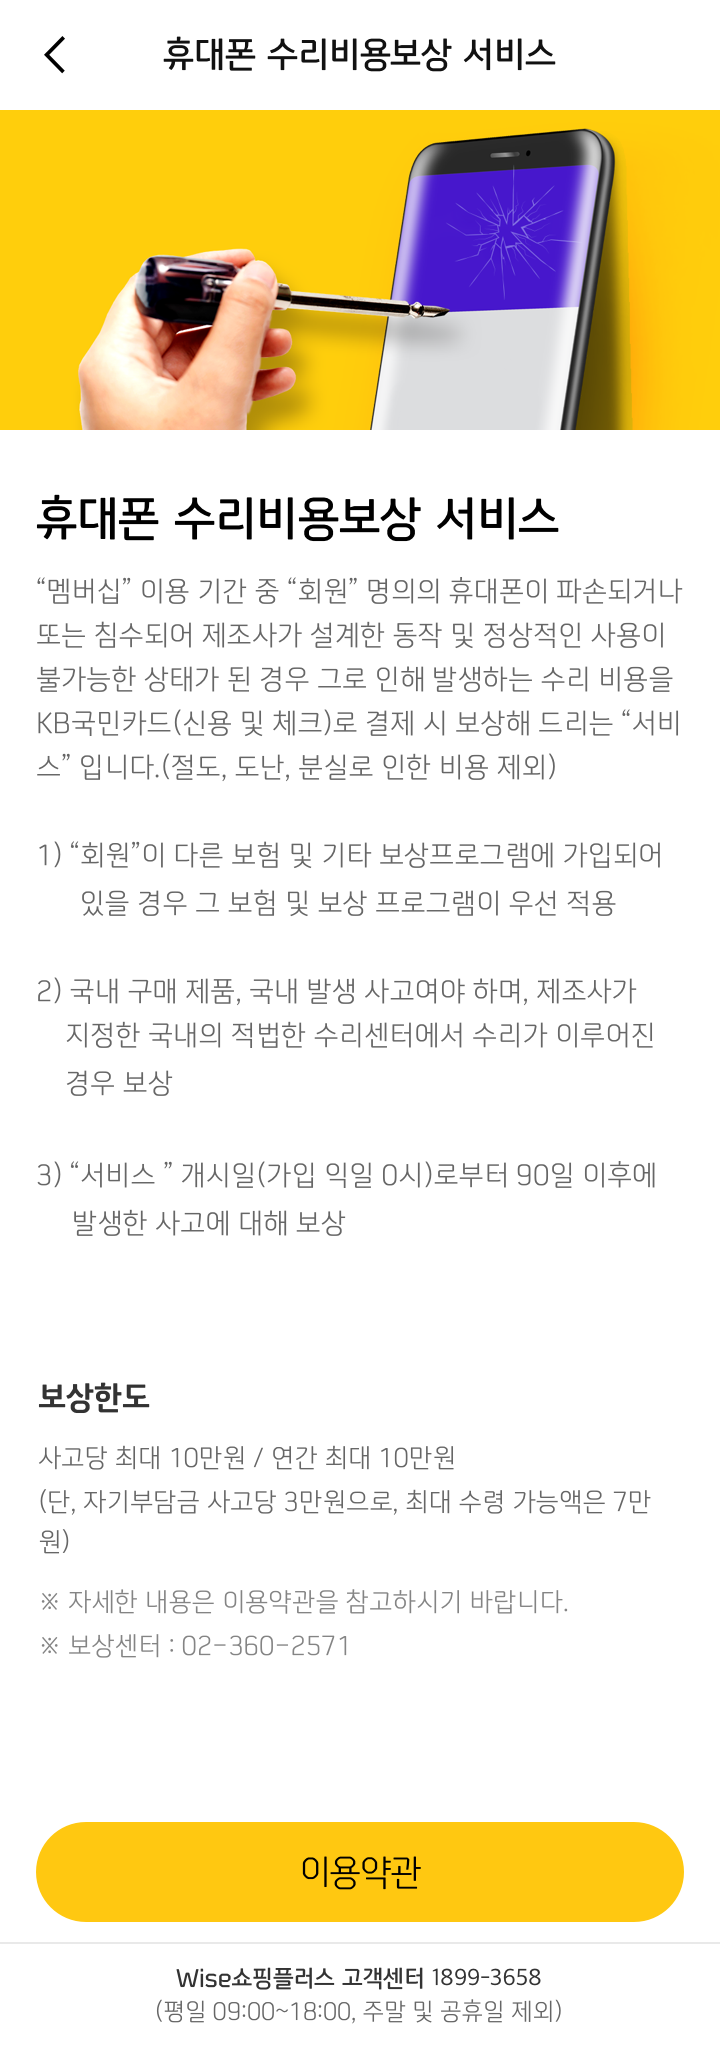 휴대폰 수리비용보상 서비스
휴대폰 수리비용보상 서비스
“멤버십” 이용 기간 중 “회원” 명의의 휴대폰이 파손되거나
또는 침수되어 제조사가 설계한 동작 및 정상적인 사용이
불가능한 상태가 된 경우 그로 인해 발생하는 수리 비용을
KB국민카드(신용 및 체크)로 결제 시 보상해 드리는 “서비
스” 입니다.(절도, 도난, 분실로 인한 비용 제외)
1) “회원”이 다른 보험 및 기타 보상프로그램에 가입되어
있을 경우 그 보험 및 보상 프로그램이 우선 적용
2) 국내 구매 제품, 국내 발생 사고여야 하며, 제조사가
지정한 국내의 적법한 수리센터에서 수리가 이루어진
경우 보상
3) “서비스 ” 개시일(가입 익일 0시)로부터 90일 이후에
발생한 사고에 대해 보상
보상한도
사고당 최대 10만원 / 연간 최대 10만원
(단, 자기부담금 사고당 3만원으로, 최대 수령 가능액은 7만
원)
※ 자세한 내용은 이용약관을 참고하시기 바랍니다.
※ 보상센터 : 02-360-2571
이용약관
Wise쇼핑플러스 고객센터 1899-3658
(평일 09:00~18:00, 주말 및 공휴일 제외)